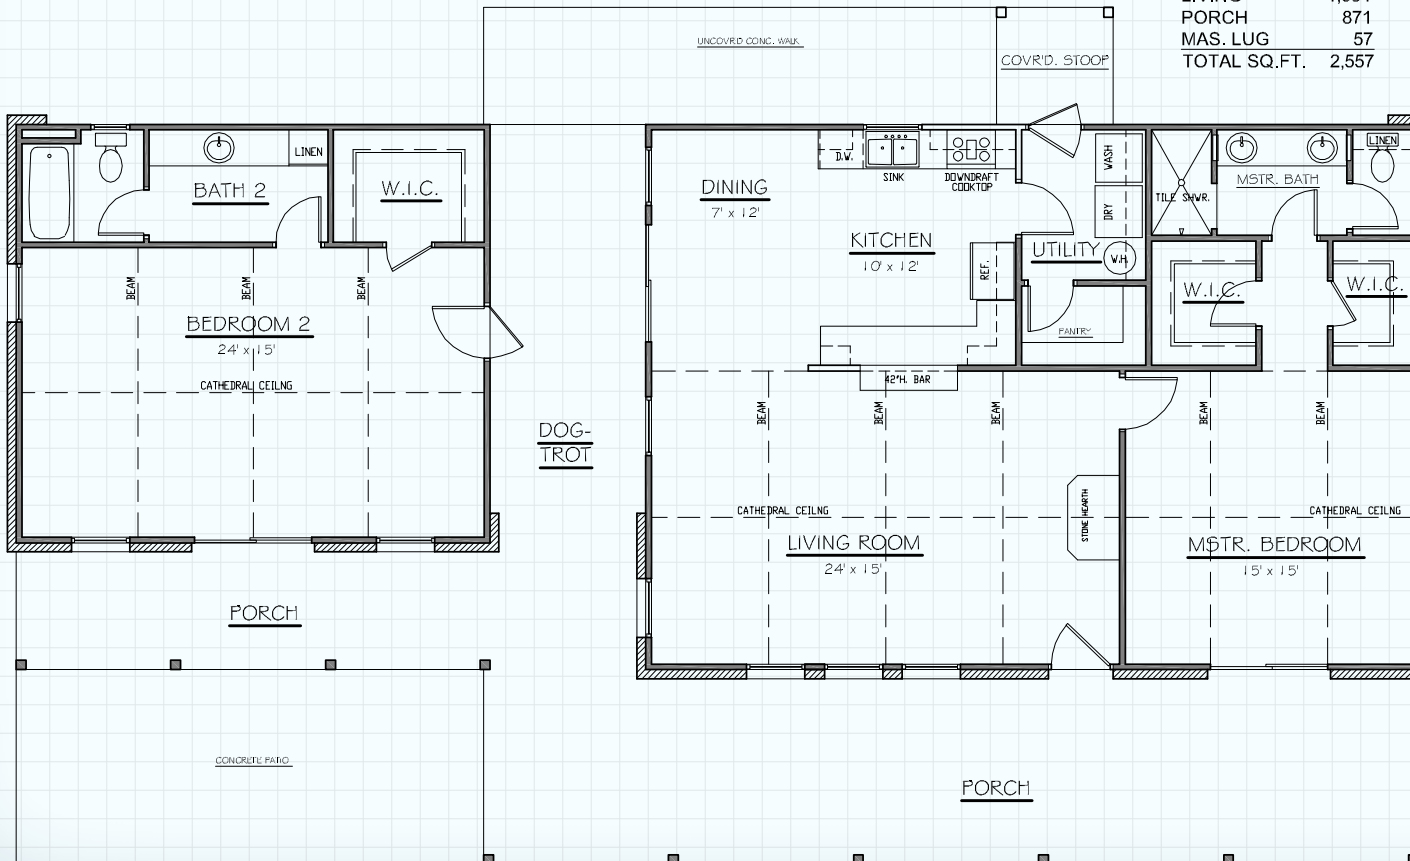 PORCH 871
MAS. LUG 57
TOTAL SQ.FT. 2,557
UNCOVRD CONC. WALK
COVR'D. STOOP
LINEN
BATH 2
W.I.C.
BEAM
BEAM
BEAM
BEDROOM 2
24' x 15'
CATHEDRAL CEILNG
PORCH
CONCRETE PATIO
DOG-
TROT
DINING
7' x 12'
D.W.
SINK
DOWNDRAFT
COOKTOP
KITCHEN
10' x 12'
REF.
42"H. BAR
WASH
DRY
UTILITY
W.H.
PANTRY
TILE SHWR.
MSTR. BATH
LINEN
W.I.C.
W.I.C.
BEAM
BEAM
BEAM
BEAM
BEAM
CATHEDRAL CEILNG
STONE HEARTH
LIVING ROOM
24' x 15'
CATHEDRAL CEILNG
MSTR. BEDROOM
15' x 15'
PORCH